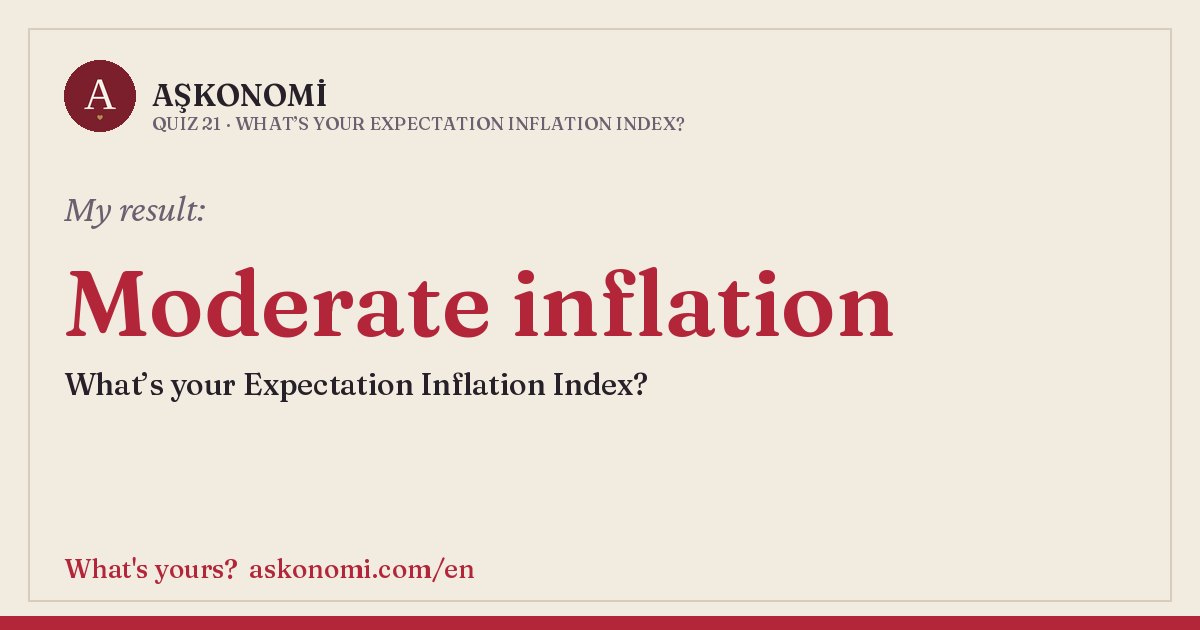 A
AŞKONOMİ
QUIZ 21 · WHAT’S YOUR EXPECTATION INFLATION INDEX?
My result:
Moderate inflation
What’s your Expectation Inflation Index?
What's yours? askonomi.com/en